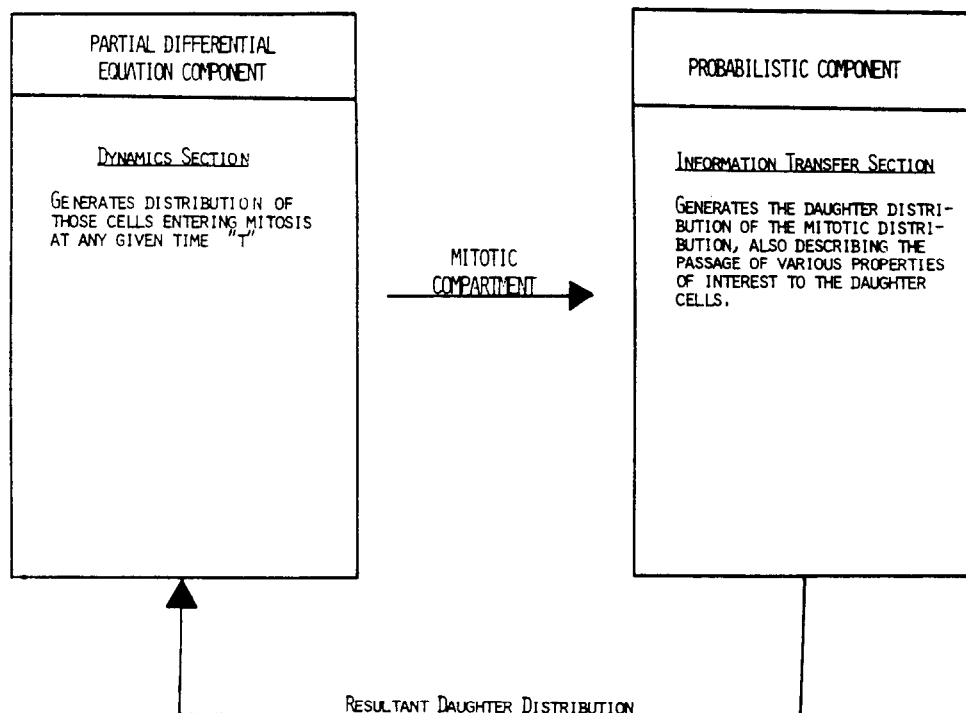 PARTIAL DIFFERENTIAL
EQUATION COMPONENT
DYNAMICS SECTION
GENERATES DISTRIBUTION OF
THOSE CELLS ENTERING MITOSIS
AT ANY GIVEN TIME "T"
MITOTIC
COMPARTMENT
PROBABILISTIC COMPONENT
INFORMATION TRANSFER SECTION
GENERATES THE DAUGHTER DISTRI-
BUTION OF THE MITOTIC DISTRI-
BUTION, ALSO DESCRIBING THE
PASSAGE OF VARIOUS PROPERTIES
OF INTEREST TO THE DAUGHTER
CELLS.
RESULTANT DAUGHTER DISTRIBUTION